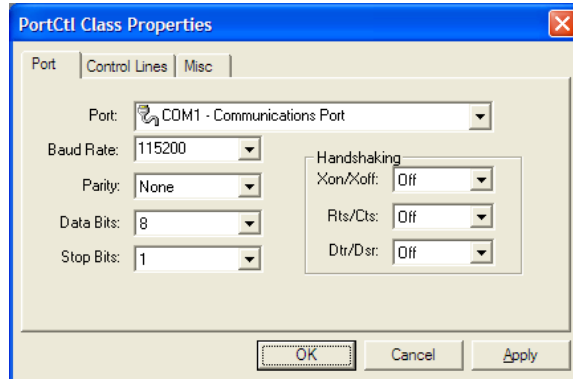 PortCtl Class Properties
Port Control Lines Misc
Port: COM1 - Communications Port
Baud Rate: 115200
Handshaking
Parity: None
Xon/Xoff: Off
Data Bits: 8
Rts/Cts: Off
Stop Bits: 1
Dtr/Dsr: Off
OK Cancel Apply